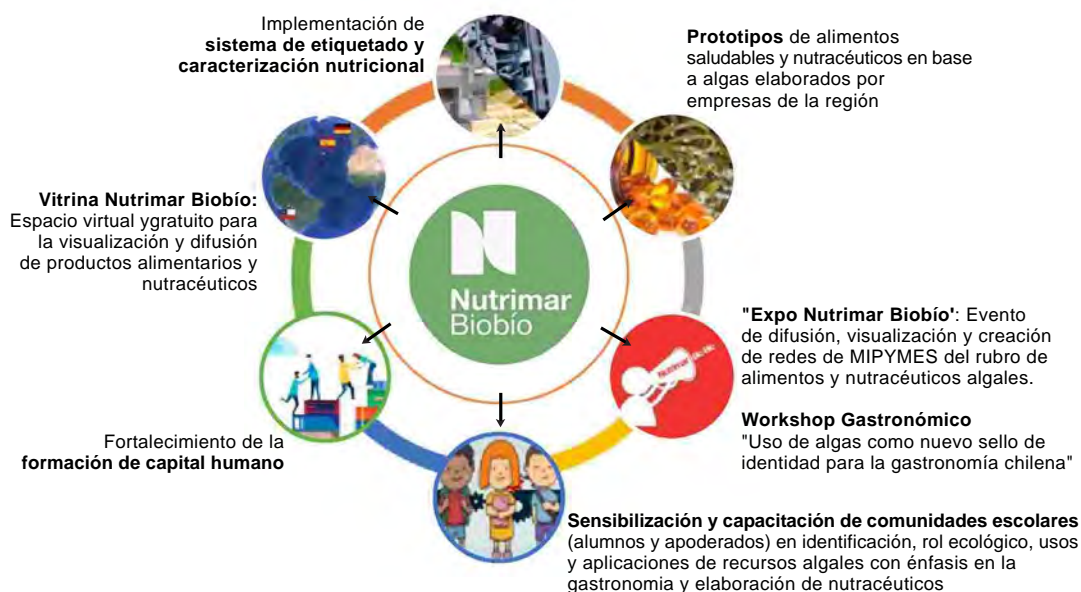 Implementación de
sistema de etiquetado y
caracterización nutricional
Prototipos de alimentos
saludables y nutracéuticos en base
a algas elaborados por
empresas de la región
Vitrina Nutrimar Biobío:
Espacio virtual ygratuito para
la visualización y difusión
de productos alimentarios y
nutracéuticos
N
Nutrimar
Biobío
"Expo Nutrimar Biobío': Evento
de difusión, visualización y creación
de redes de MIPYMES del rubro de
alimentos y nutracéuticos algales.
Nutrimar
Workshop Gastronómico
"Uso de algas como nuevo sello de
identidad para la gastronomía chilena"
Fortalecimiento de la
formación de capital humano
Sensibilización y capacitación de comunidades escolares
(alumnos y apoderados) en identificación, rol ecológico, usos
y aplicaciones de recursos algales con énfasis en la
gastronomia y elaboración de nutracéuticos